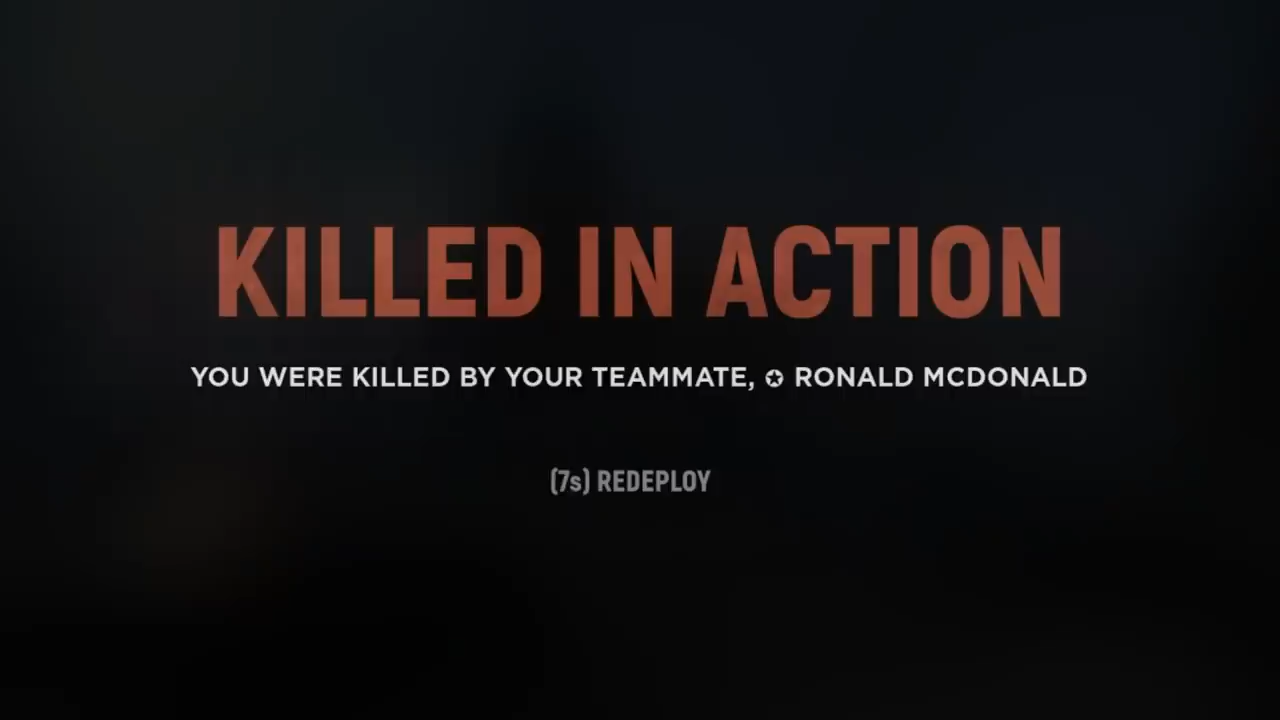 KILLED IN ACTION
YOU WERE KILLED BY YOUR TEAMMATE, ✪ RONALD MCDONALD
(7s) REDEPLOY